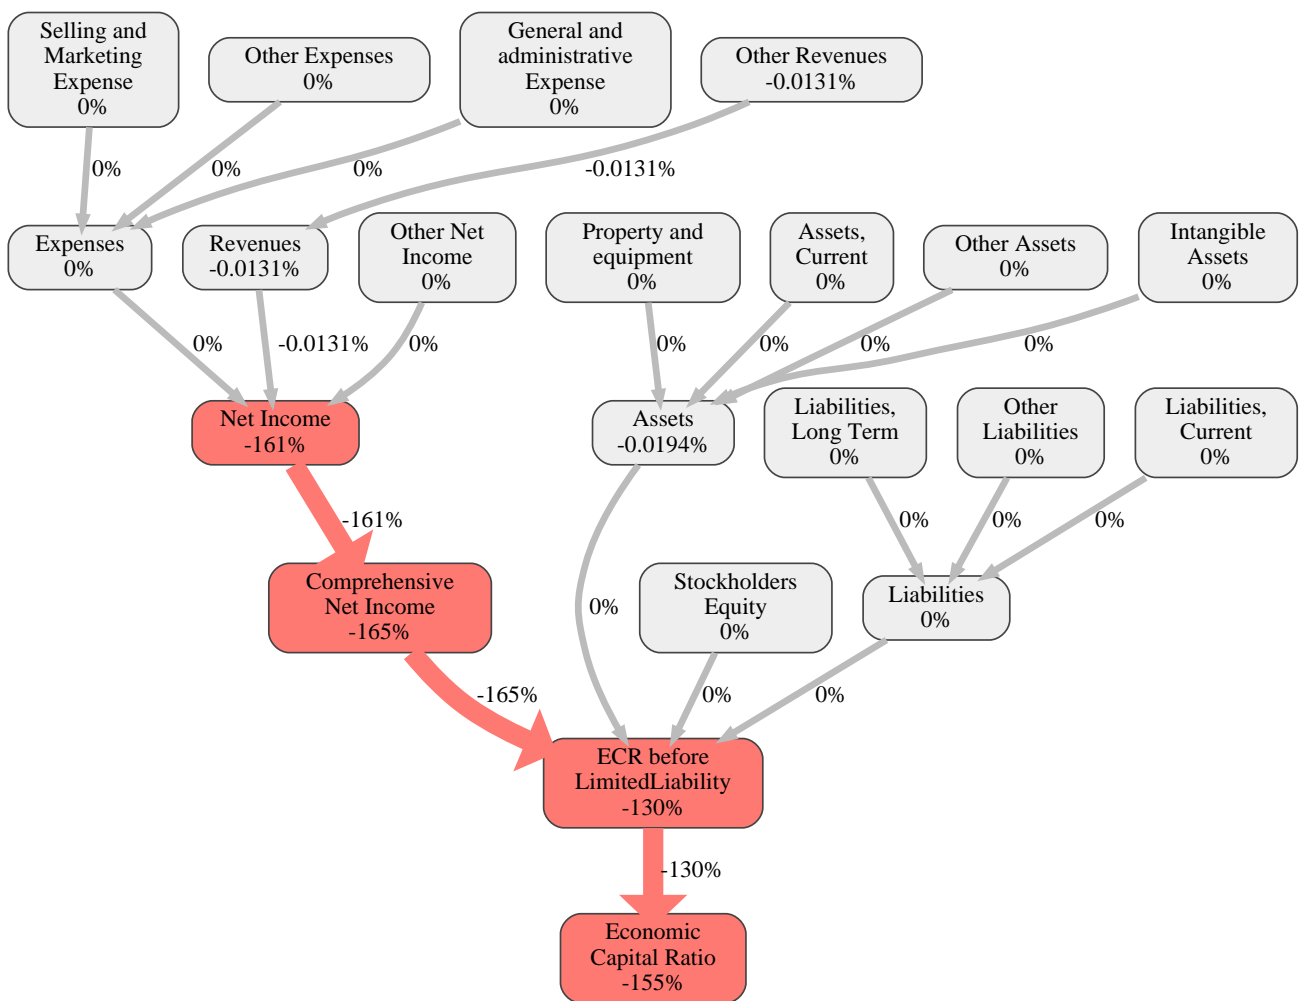 Selling and
Marketing
Expense
0%
Other Expenses
0%
General and
administrative
Expense
0%
Other Revenues
-0.0131%
0%
0%
0%
-0.0131%
Expenses
0%
Revenues
-0.0131%
Other Net
Income
0%
Property and
equipment
0%
Assets,
Current
0%
Other Assets
0%
Intangible
Assets
0%
0%
-0.0131%
0%
0%
0%
0%
0%
Net Income
-161%
Assets
-0.0194%
Liabilities,
Long Term
0%
Other
Liabilities
0%
Liabilities,
Current
0%
-161%
0%
0%
0%
Comprehensive
Net Income
-165%
0%
Stockholders
Equity
0%
Liabilities
0%
-165%
0%
0%
ECR before
LimitedLiability
-130%
-130%
Economic
Capital Ratio
-155%